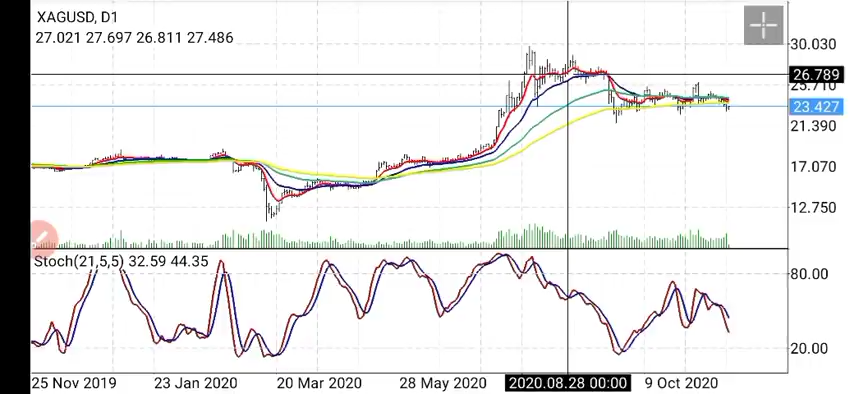 XAGUSD, D1
27.021 27.697 26.811 27.486
30.030
26.789
25.710
23.427
21.390
17.070
12.750
Stoch(21,5,5) 32.59 44.35
80.00
20.00
25 Nov 2019 23 Jan 2020 20 Mar 2020 28 May 2020 2020.08.28 00:00 9 Oct 2020